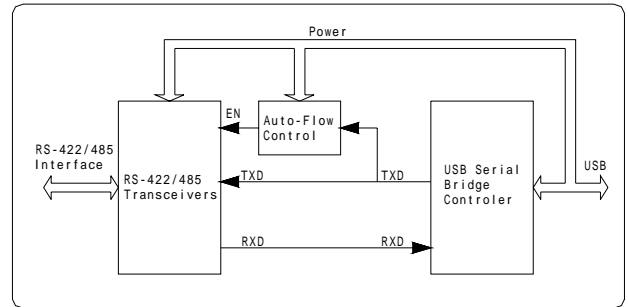 Power
EN
Auto-Flow
Control
RS-422/485
Interface
RS-422/485
Transceivers
TXD
TXD
USB Serial
Bridge
Controler
USB
RXD
RXD